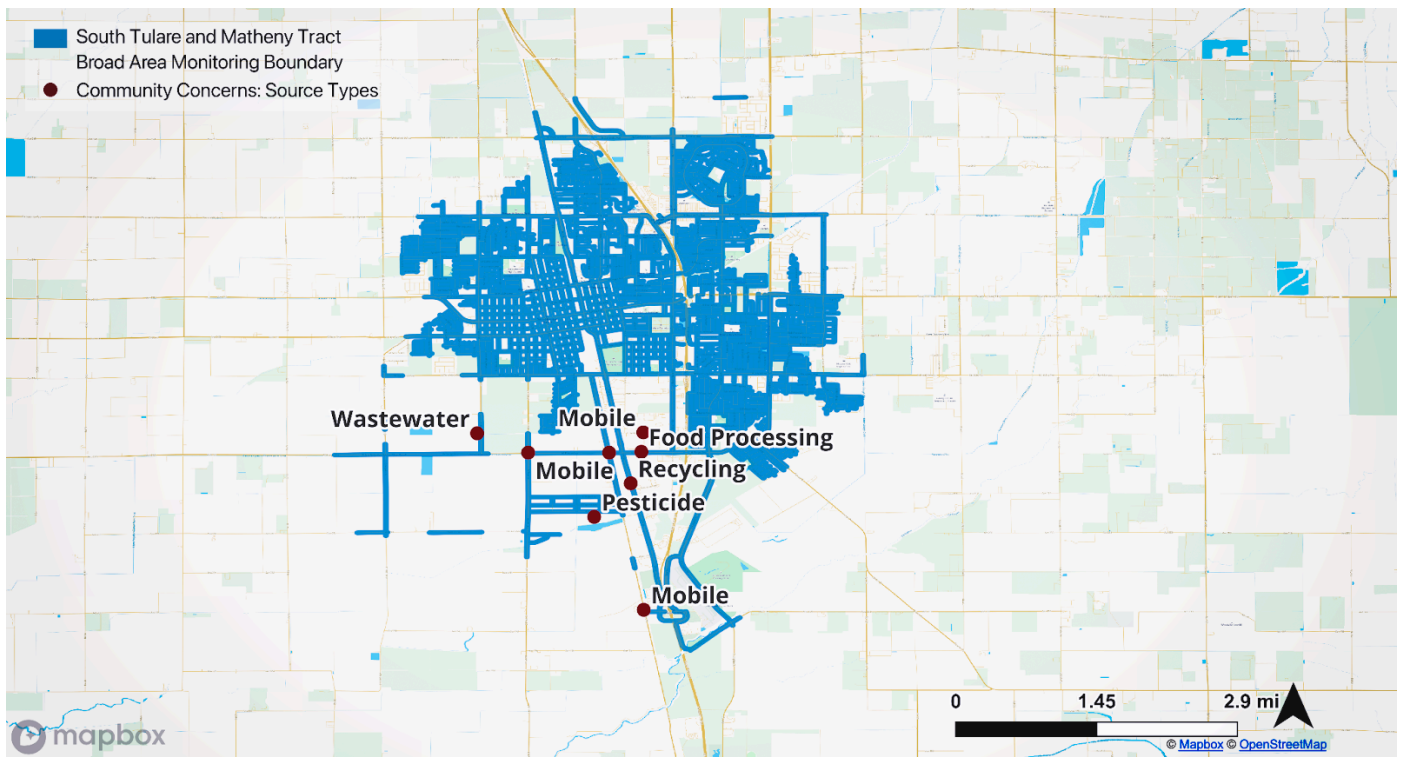 South Tulare and Matheny Tract
Broad Area Monitoring Boundary
Community Concerns: Source Types
Wastewater
Mobile
Food Processing
Mobile
Recycling
Pesticide
Mobile
0 1.45 2.9 mi
mapbox
© Mapbox © OpenStreetMap